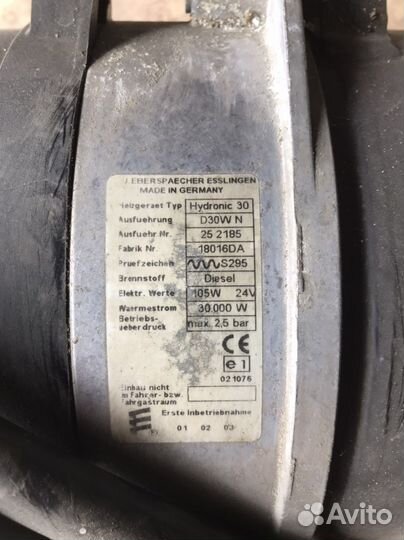 J.EBERSPAECHER ESSLINGEN
MADE IN GERMANY
Heizgeraet Typ Hydronic 30
Ausfuehrung D30W N
Ausfuehr.Nr. 25 2185
Fabrik Nr. 18016DA
Pruefzeichen S295
Brennstoff Diesel
Elektr. Werte 105W 24V
Waermestrom 30.000 W
Betriebs-
ueberdruck max. 2,5 bar
CE
e1
021076
Einbau nicht
im Fahrer- bzw.
Fahrgastraum
Erste Inbetriebnahme
(R) 01 02 03
Avito